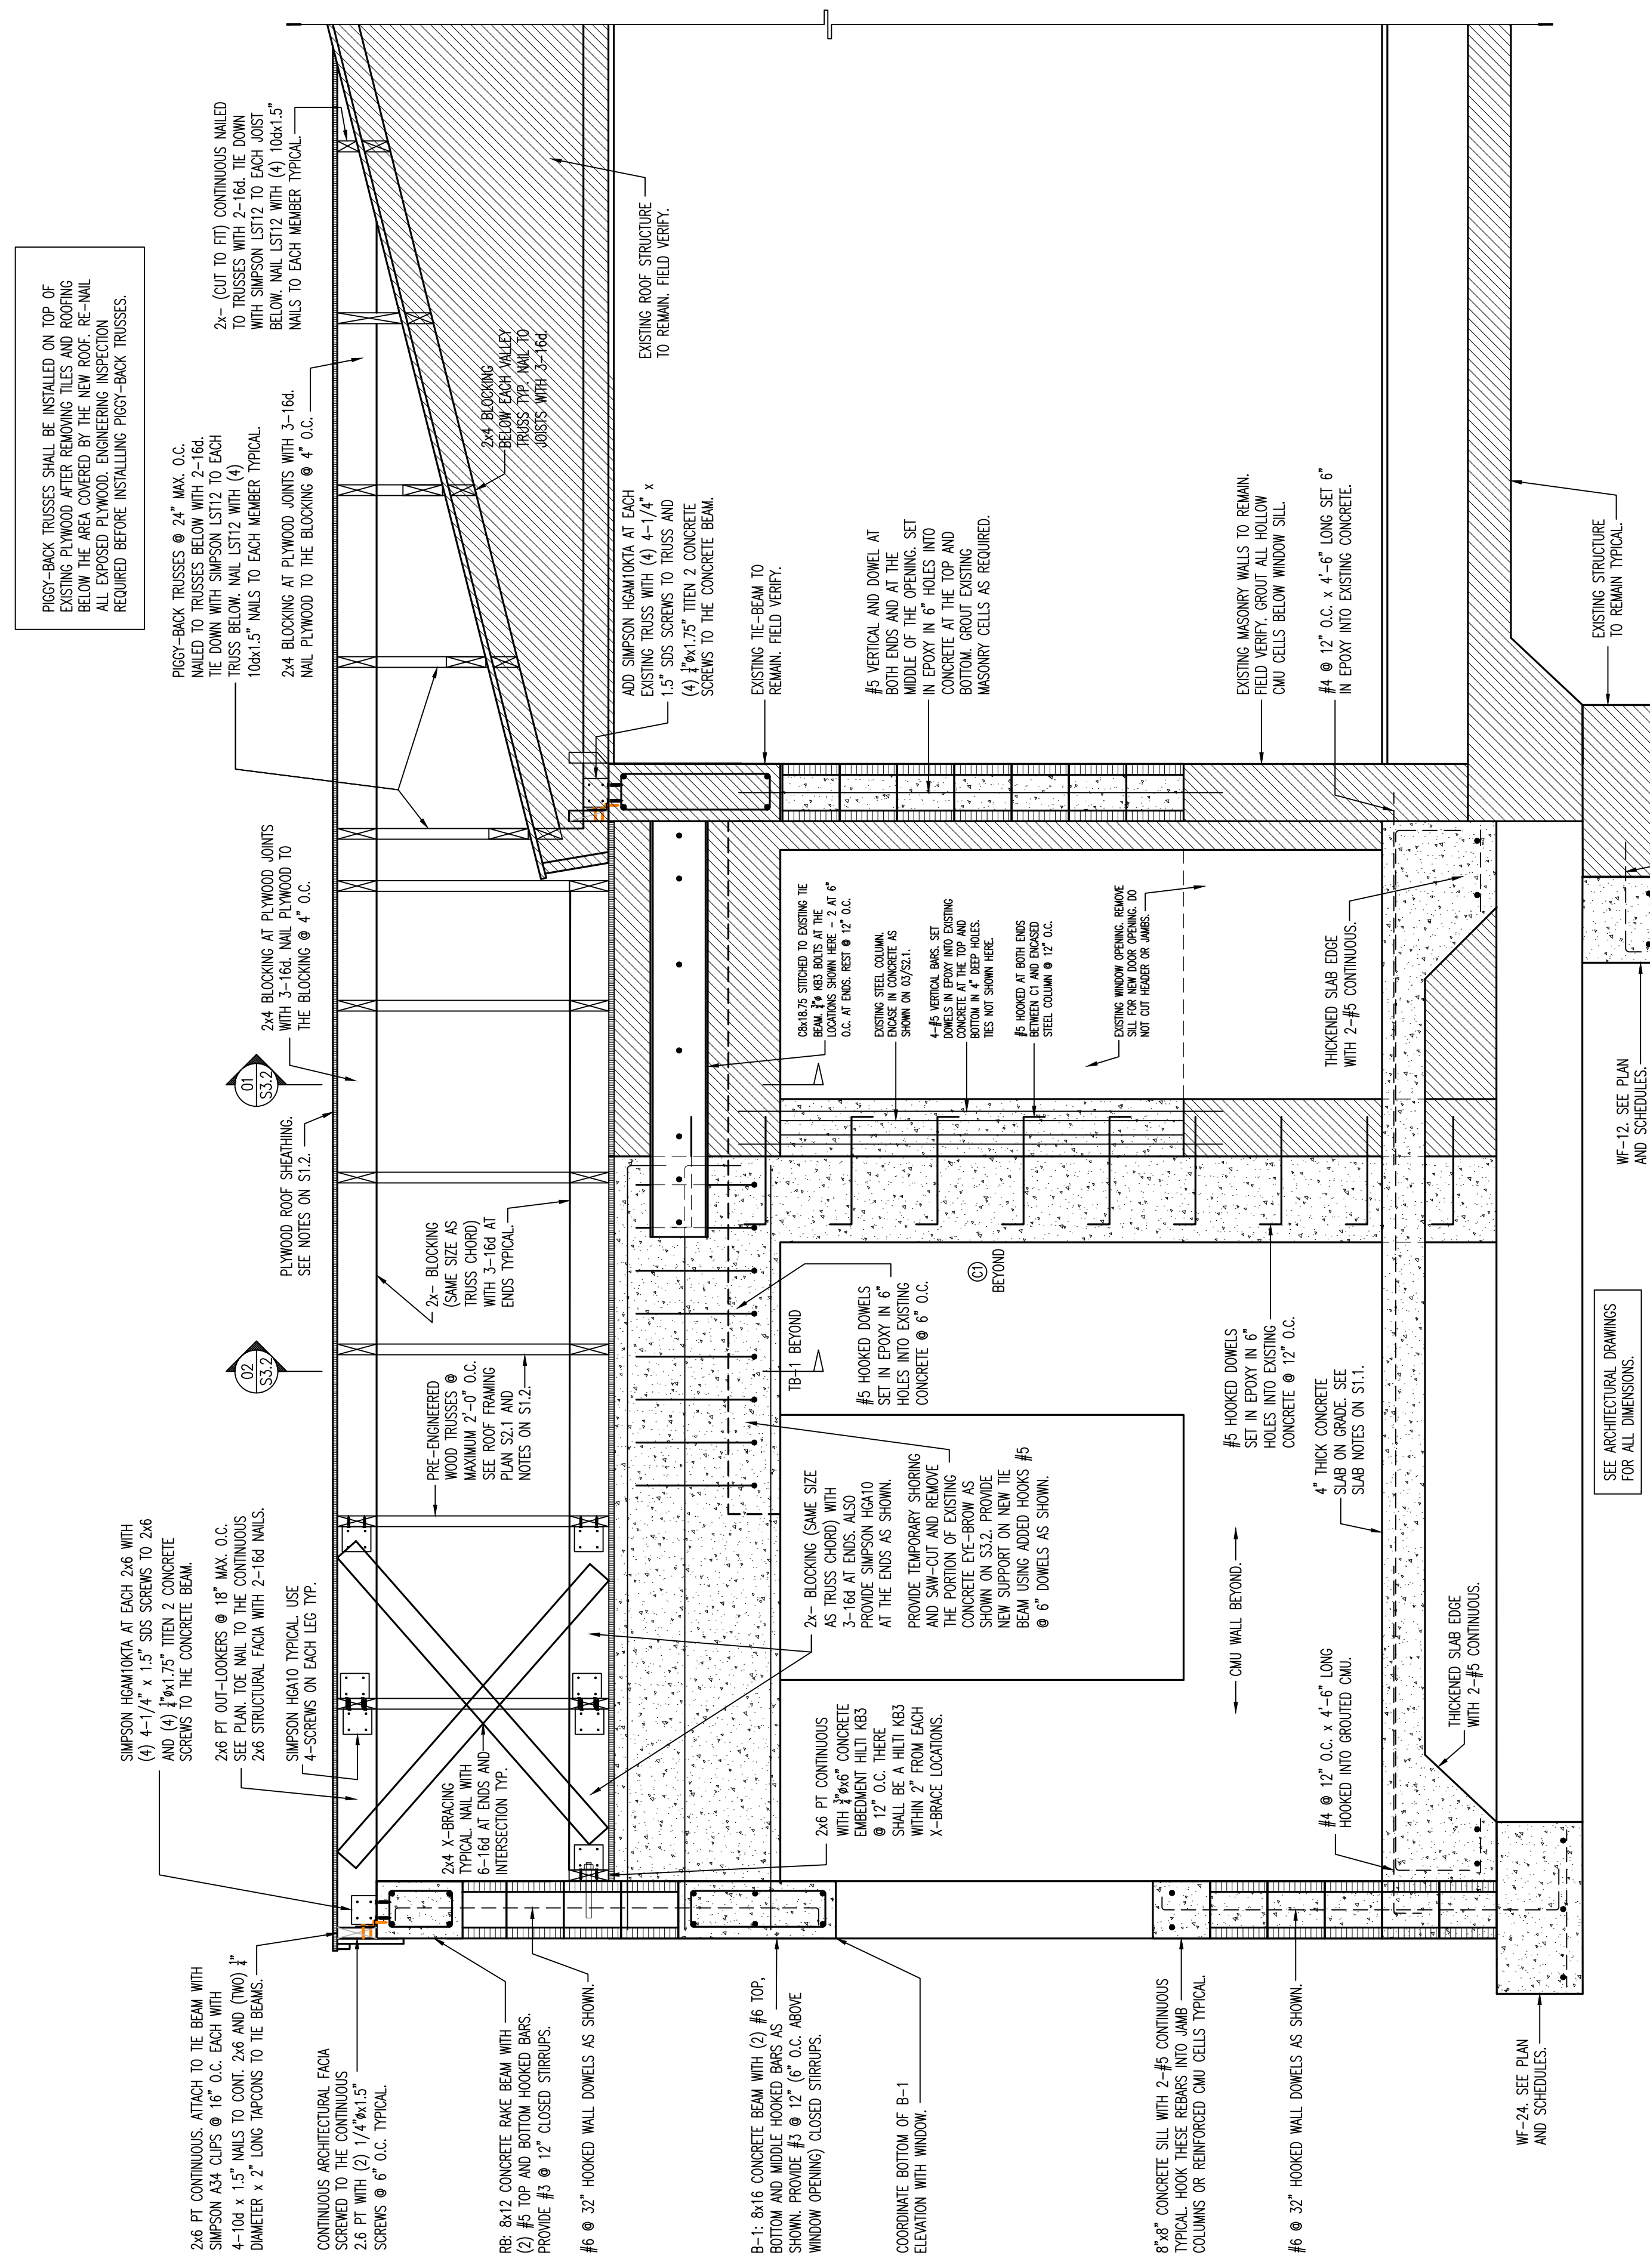 PIGGY-BACK TRUSSES SHALL BE INSTALLED ON TOP OF
EXISTING PLYWOOD AFTER REMOVING TILES AND ROOFING
BELOW THE AREA COVERED BY THE NEW ROOF. RE-NAIL
ALL EXPOSED PLYWOOD. ENGINEERING INSPECTION
REQUIRED BEFORE INSTALLING PIGGY-BACK TRUSSES.
2x6 PT CONTINUOUS. ATTACH TO TIE BEAM WITH
SIMPSON A34 CLIPS @ 16" O.C. EACH WITH
4-10d x 1.5" NAILS TO CONT. 2x6 AND (TWO) 1/4"
DIAMETER x 2" LONG TAPCONS TO TIE BEAMS.
CONTINUOUS ARCHITECTURAL FACIA
SCREWED TO THE CONTINUOUS
2.6 PT WITH (2) 1/4"øx1.5"
SCREWS @ 6" O.C. TYPICAL.
SIMPSON HGAM10KTA AT EACH 2x6 WITH
(4) 4-1/4" x 1.5" SDS SCREWS TO 2x6
AND (4) 1/4"øx1.75" TITEN 2 CONCRETE
SCREWS TO THE CONCRETE BEAM.
2x6 PT OUT-LOOKERS @ 18" MAX. O.C.
SEE PLAN. TOE NAIL TO THE CONTINUOUS
2x6 STRUCTURAL FACIA WITH 2-16d NAILS.
SIMPSON HGA10 TYPICAL. USE
4-SCREWS ON EACH LEG TYP.
02
S3.2
01
S3.2
PLYWOOD ROOF SHEATHING.
SEE NOTES ON S1.2.
2x4 BLOCKING AT PLYWOOD JOINTS
WITH 3-16d. NAIL PLYWOOD TO
THE BLOCKING @ 4" O.C.
PIGGY-BACK TRUSSES @ 24" MAX. O.C.
NAILED TO TRUSSES BELOW WITH 2-16d.
TIE DOWN WITH SIMPSON LST12 TO EACH
TRUSS BELOW. NAIL LST12 WITH (4)
10dx1.5" NAILS TO EACH MEMBER TYPICAL.
2x4 BLOCKING AT PLYWOOD JOINTS WITH 3-16d.
NAIL PLYWOOD TO THE BLOCKING @ 4" O.C.
2x- (CUT TO FIT) CONTINUOUS NAILED
TO TRUSSES WITH 2-16d. TIE DOWN
WITH SIMPSON LST12 TO EACH JOIST
BELOW. NAIL LST12 WITH (4) 10dx1.5"
NAILS TO EACH MEMBER TYPICAL.
2x4 X-BRACING
TYPICAL. NAIL WITH
6-16d AT ENDS AND
INTERSECTION TYP.
PRE-ENGINEERED
WOOD TRUSSES @
MAXIMUM 2'-0" O.C.
SEE ROOF FRAMING
PLAN S2.1 AND
NOTES ON S1.2.
2x- BLOCKING
(SAME SIZE AS
TRUSS CHORD)
WITH 3-16d AT
ENDS TYPICAL.
2x4 BLOCKING
BELOW EACH VALLEY
TRUSS TYP. NAIL TO
JOISTS WITH 3-16d.
EXISTING ROOF STRUCTURE
TO REMAIN. FIELD VERIFY.
RB: 8x12 CONCRETE RAKE BEAM WITH
(2) #5 TOP AND BOTTOM HOOKED BARS.
PROVIDE #3 @ 12" CLOSED STIRRUPS.
#6 @ 32" HOOKED WALL DOWELS AS SHOWN.
ADD SIMPSON HGAM10KTA AT EACH
EXISTING TRUSS WITH (4) 4-1/4" x
1.5" SDS SCREWS TO TRUSS AND
(4) 1/4"øx1.75" TITEN 2 CONCRETE
SCREWS TO THE CONCRETE BEAM.
EXISTING TIE-BEAM TO
REMAIN. FIELD VERIFY.
#5 VERTICAL AND DOWEL AT
BOTH ENDS AND AT THE
MIDDLE OF THE OPENING. SET
IN EPOXY IN 6" HOLES INTO
CONCRETE AT THE TOP AND
BOTTOM. GROUT EXISTING
MASONRY CELLS AS REQUIRED.
B-1: 8x16 CONCRETE BEAM WITH (2) #6 TOP,
BOTTOM AND MIDDLE HOOKED BARS AS
SHOWN. PROVIDE #3 @ 12" (6" O.C. ABOVE
WINDOW OPENING) CLOSED STIRRUPS.
COORDINATE BOTTOM OF B-1
ELEVATION WITH WINDOW.
2x6 PT CONTINUOUS
WITH øx6" CONCRETE
EMBEDMENT HILTI KB3
@ 12" O.C. THERE
SHALL BE A HILTI KB3
WITHIN 2" FROM EACH
X-BRACE LOCATIONS.
2x- BLOCKING (SAME SIZE
AS TRUSS CHORD) WITH
3-16d AT ENDS. ALSO
PROVIDE SIMPSON HGA10
AT THE ENDS AS SHOWN.
PROVIDE TEMPORARY SHORING
AND SAW-CUT AND REMOVE
THE PORTION OF EXISTING
CONCRETE EYE-BROW AS
SHOWN ON S3.2. PROVIDE
NEW SUPPORT ON NEW TIE
BEAM USING ADDED HOOKS #5
@ 6" DOWELS AS SHOWN.
TB-1 BEYOND
#5 HOOKED DOWELS
SET IN EPOXY IN 6"
HOLES INTO EXISTING
CONCRETE @ 6" O.C.
C1
BEYOND
C8x18.75 STITCHED TO EXISTING TIE
BEAM. ø KB3 BOLTS AT THE
LOCATIONS SHOWN HERE - 2 AT 6"
O.C. AT ENDS. REST @ 12" O.C.
EXISTING STEEL COLUMN.
ENCASE IN CONCRETE AS
SHOWN ON 03/S2.1.
4-#5 VERTICAL BARS. SET
DOWELS IN EPOXY INTO EXISTING
CONCRETE AT THE TOP AND
BOTTOM IN 4" DEEP HOLES.
TIES NOT SHOWN HERE.
#5 HOOKED AT BOTH ENDS
BETWEEN C1 AND ENCASED
STEEL COLUMN @ 12" O.C.
EXISTING WINDOW OPENING. REMOVE
SILL FOR NEW DOOR OPENING. DO
NOT CUT HEADER OR JAMBS.
8"x8" CONCRETE SILL WITH 2-#5 CONTINUOUS
TYPICAL. HOOK THESE REBARS INTO JAMB
COLUMNS OR REINFORCED CMU CELLS TYPICAL.
#6 @ 32" HOOKED WALL DOWELS AS SHOWN.
CMU WALL BEYOND.
#5 HOOKED DOWELS
SET IN EPOXY IN 6"
HOLES INTO EXISTING
CONCRETE @ 12" O.C.
EXISTING MASONRY WALLS TO REMAIN.
FIELD VERIFY. GROUT ALL HOLLOW
CMU CELLS BELOW WINDOW SILL.
#4 @ 12" O.C. x 4'-6" LONG SET 6"
IN EPOXY INTO EXISTING CONCRETE.
#4 @ 12" O.C. x 4'-6" LONG
HOOKED INTO GROUTED CMU.
4" THICK CONCRETE
SLAB ON GRADE. SEE
SLAB NOTES ON S1.1
THICKENED SLAB EDGE
WITH 2-#5 CONTINUOUS.
THICKENED SLAB EDGE
WITH 2-#5 CONTINUOUS.
WF-24. SEE PLAN
AND SCHEDULES.
WF-12. SEE PLAN
AND SCHEDULES.
EXISTING STRUCTURE
TO REMAIN TYPICAL.
SEE ARCHITECTURAL DRAWINGS
FOR ALL DIMENSIONS.